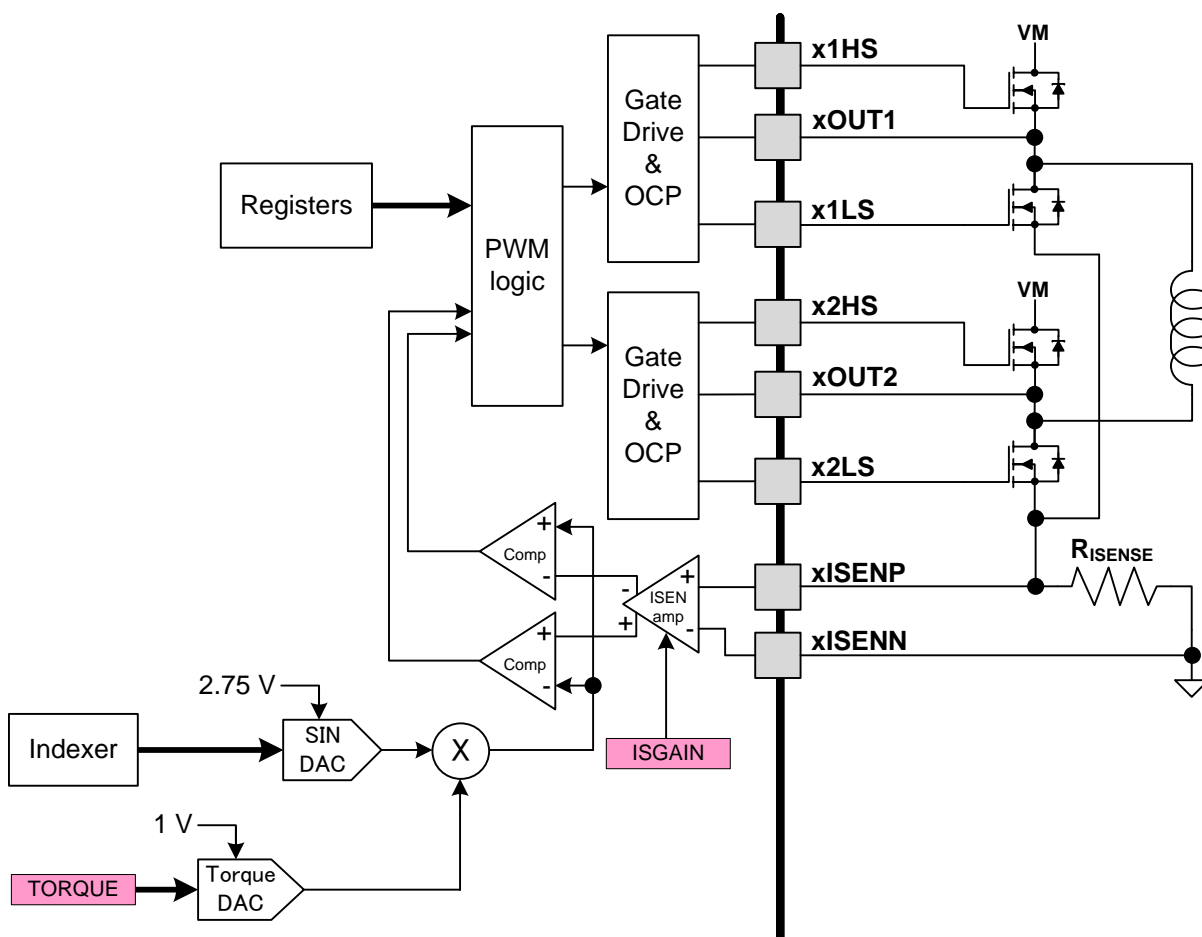 x1HS
VM
Gate
Drive
&
OCP
xOUT1
Registers
PWM
logic
x1LS
x2HS
VM
Gate
Drive
&
OCP
xOUT2
x2LS
+
Comp
-
+
Comp
-
-
+
ISEN
amp
+
-
xISENP
RISENSE
xISENN
2.75 V
Indexer
SIN
DAC
X
ISGAIN
1 V
TORQUE
Torque
DAC